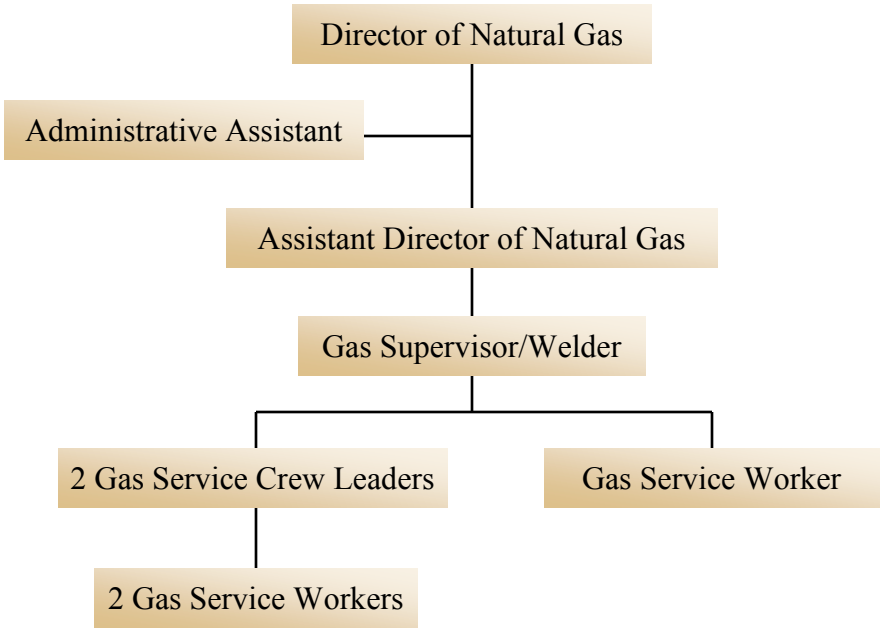 Director of Natural Gas
Administrative Assistant
Assistant Director of Natural Gas
Gas Supervisor/Welder
2 Gas Service Crew Leaders
Gas Service Worker
2 Gas Service Workers